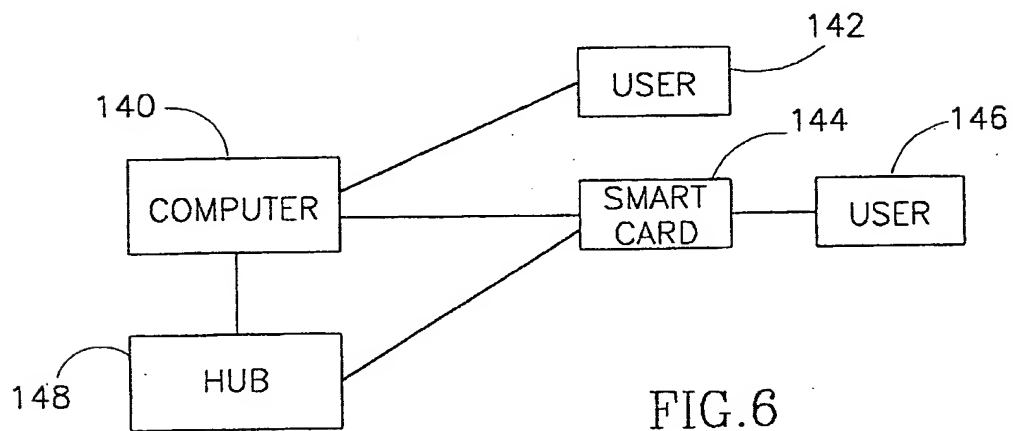 142
USER
140
144
146
COMPUTER
SMART
CARD
USER
148
HUB
FIG.6